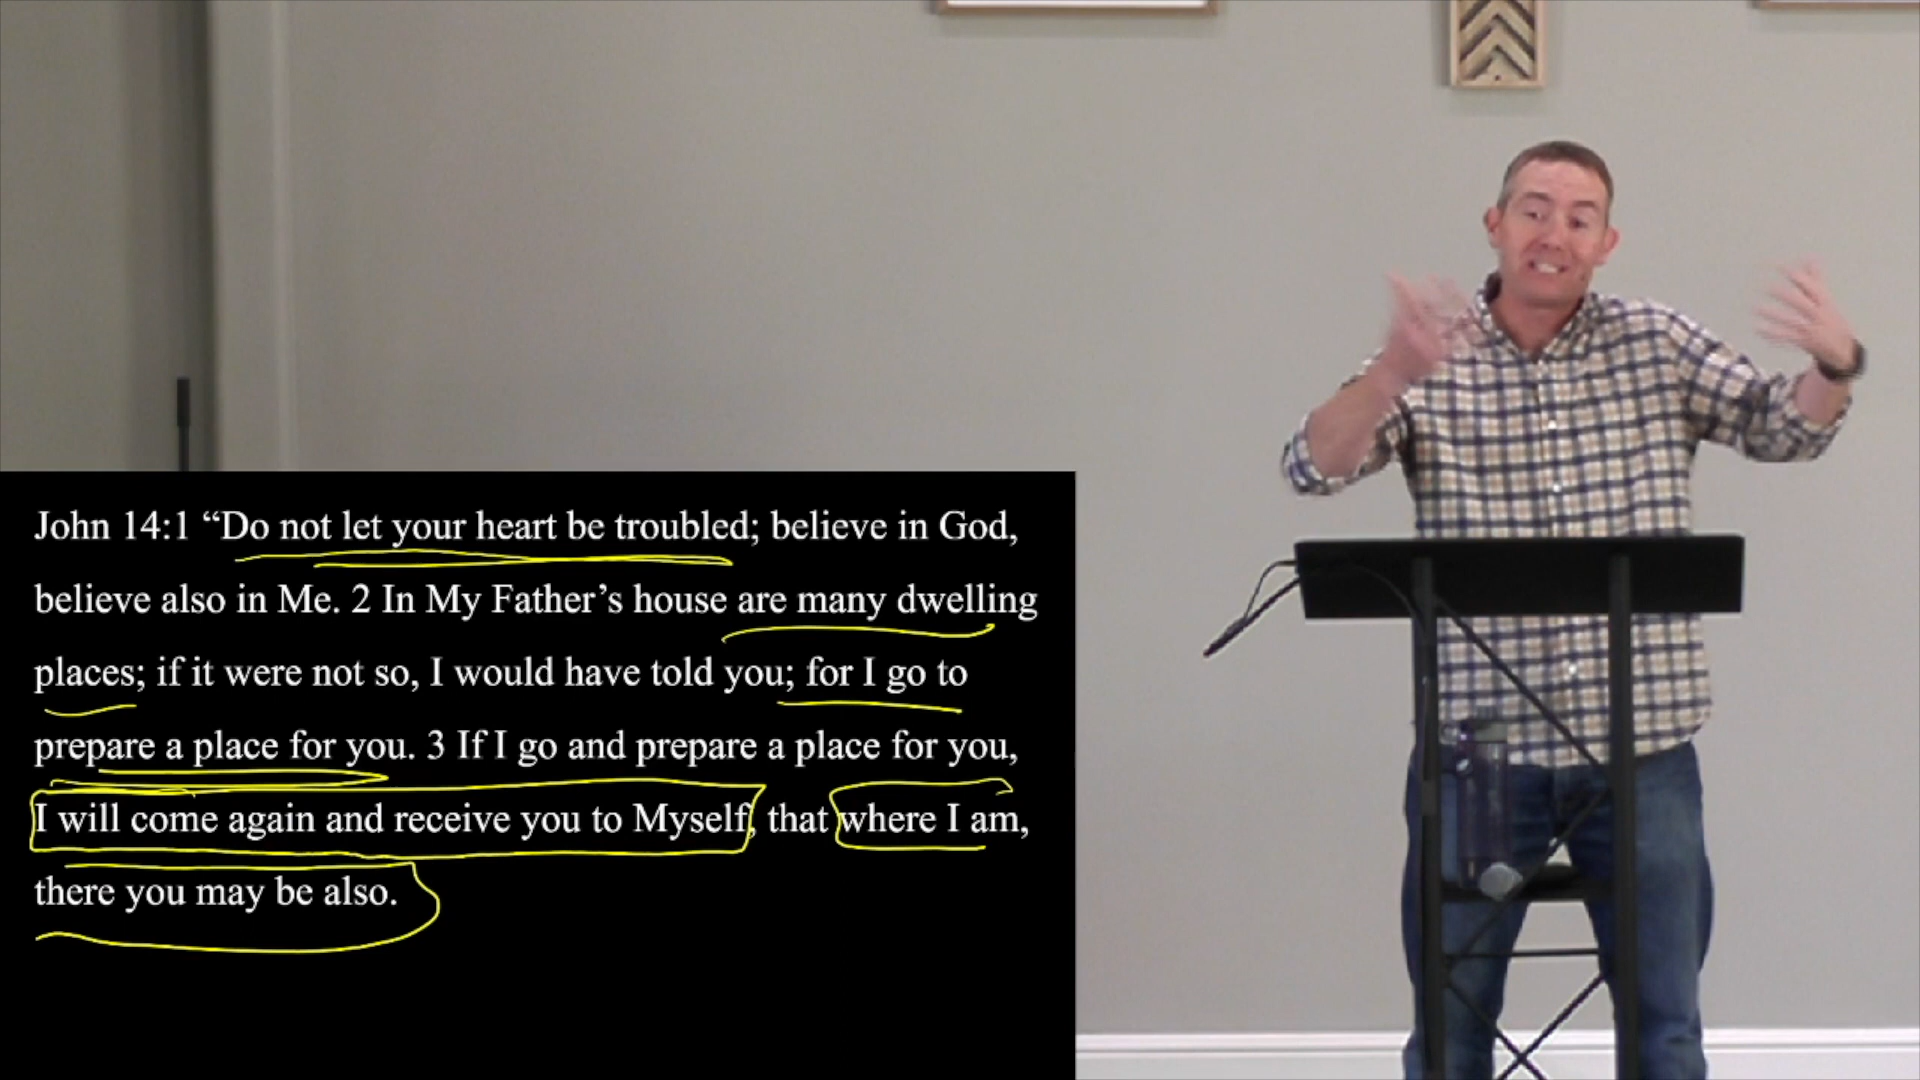 John 14:1 “Do not let your heart be troubled; believe in God,
believe also in Me. 2 In My Father’s house are many dwelling
places; if it were not so, I would have told you; for I go to
prepare a place for you. 3 If I go and prepare a place for you,
I will come again and receive you to Myself, that where I am,
there you may be also.